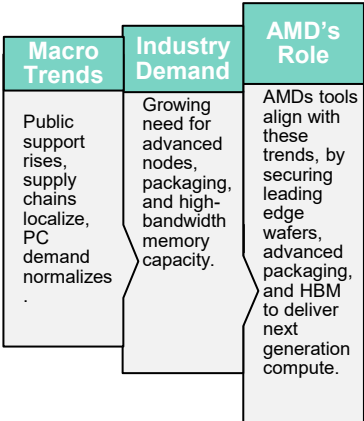 Macro
Trends
Public
support
rises,
supply
chains
localize,
PC
demand
normalizes
.
Industry
Demand
Growing
need for
advanced
nodes,
packaging,
and high-
bandwidth
memory
capacity.
AMD's
Role
AMDs tools
align with
these
trends, by
securing
leading
edge
wafers,
advanced
packaging,
and HBM
to deliver
next
generation
compute.